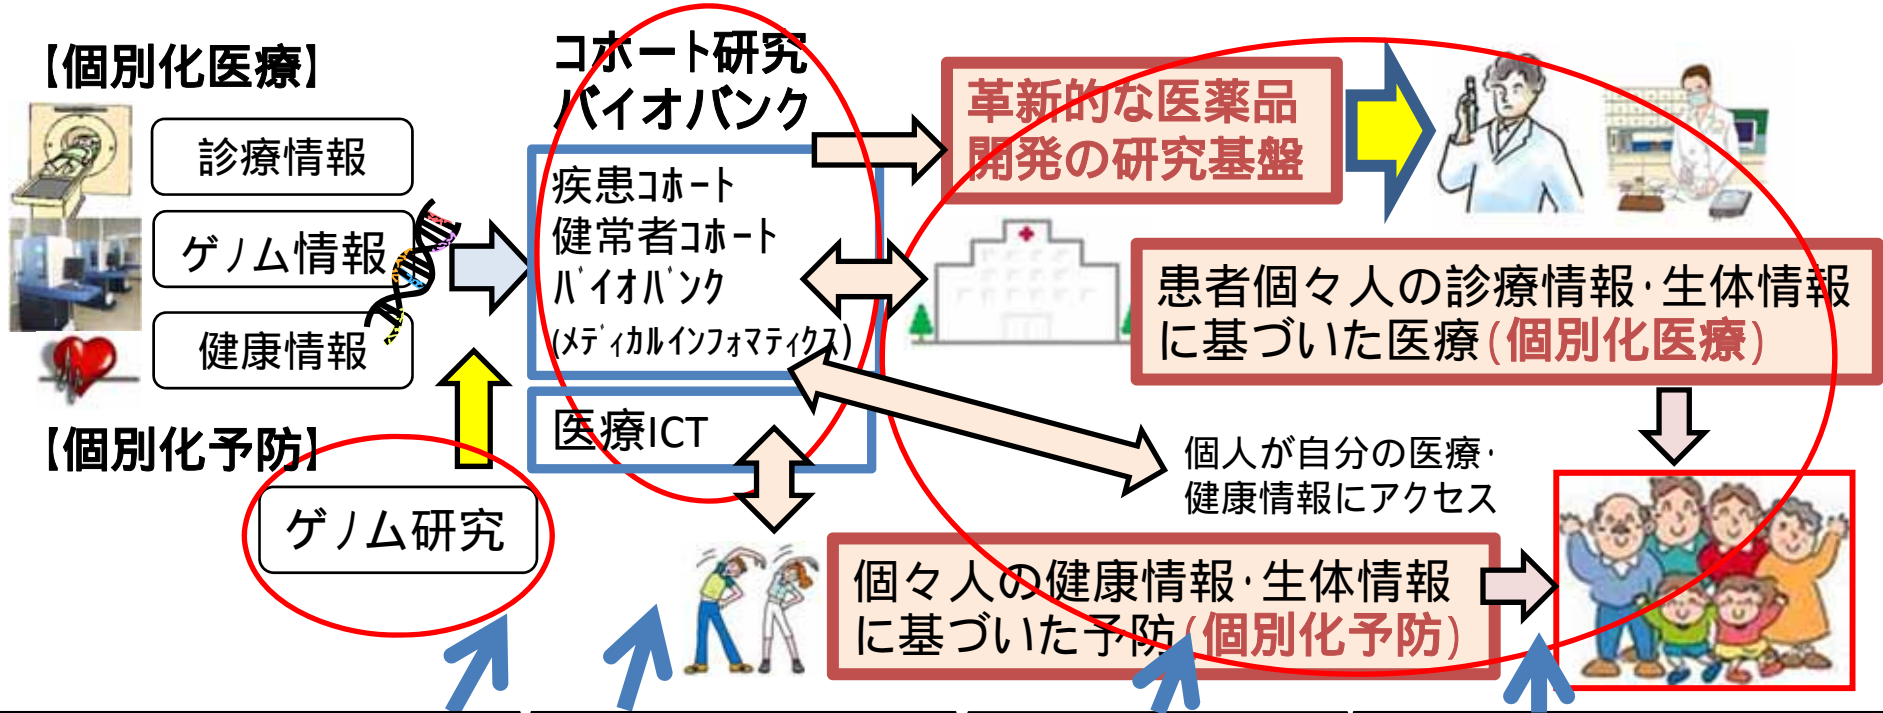 【個別化医療】
診療情報
ゲノム情報
健康情報
【個別化予防】
ゲノム研究
コホート研究
バイオバンク
疾患コホート
健常者コホート
バイオバンク
(メディカルインフォマティクス)
医療ICT
革新的な医薬品
開発の研究基盤
患者個々人の診療情報・生体情報
に基づいた医療(個別化医療)
個人が自分の医療・
健康情報にアクセス
個々人の健康情報・生体情報
に基づいた予防(個別化予防)